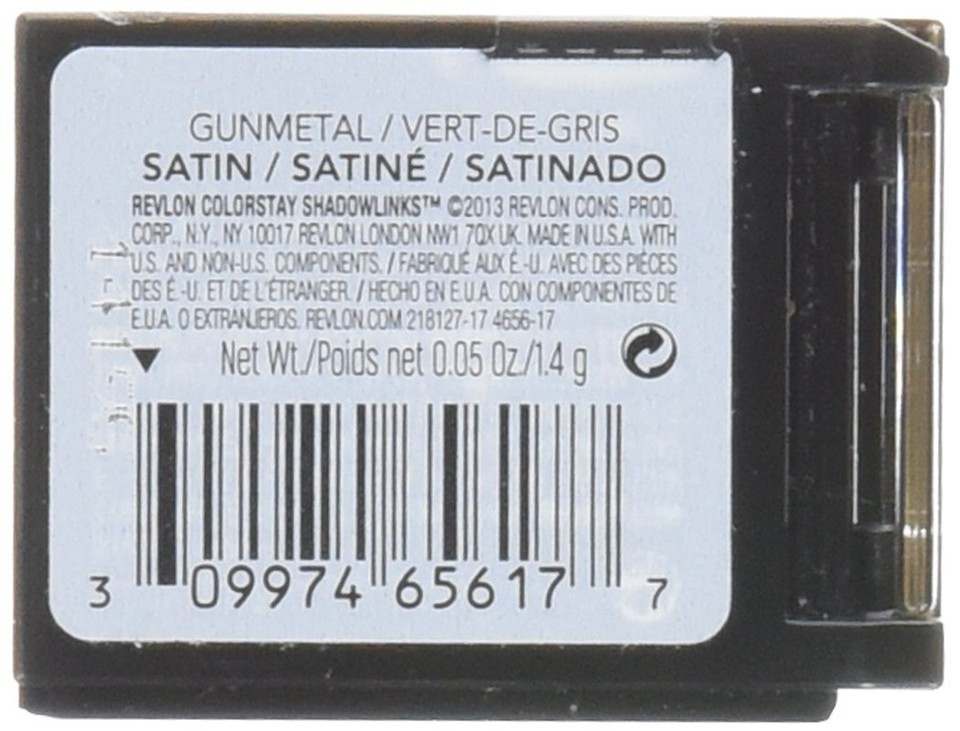 GUNMETAL / VERT-DE-GRIS
SATIN / SATINÉ / SATINADO
REVLON COLORSTAY SHADOWLINKS™ ©2013 REVLON CONS. PROD.
CORP., N.Y., NY 10017 REVLON LONDON NW1 7QX UK. MADE IN U.S.A. WITH
U.S. AND NON-U.S. COMPONENTS. / FABRIQUÉ AUX É.-U. AVEC DES PIÈCES
DES É.-U. ET DE L'ÉTRANGER. / HECHO EN E.U.A. CON COMPONENTES DE
E.U.A. O EXTRANJEROS. REVLON.COM 218127-17 4656-17
Net Wt./Poids net 0.05 Oz./1.4 g
3 09974 65617 7